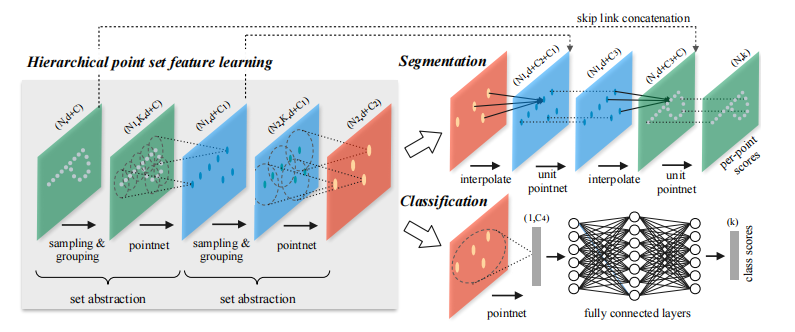 skip link concatenation
Hierarchical point set feature learning
(N,d+C)
(N1,K,d+C)
(N1,d+C1)
(N2,K,d+C1)
(N2,d+C2)
sampling &
grouping
pointnet
sampling &
grouping
pointnet
set abstraction
set abstraction
Segmentation
(N1,d+C2+C1)
(N1,d+C3)
(N,d+C3+C)
(N,k)
interpolate
unit
pointnet
interpolate
unit
pointnet
per-point
scores
Classification
(1,C4)
(k)
class scores
pointnet
fully connected layers